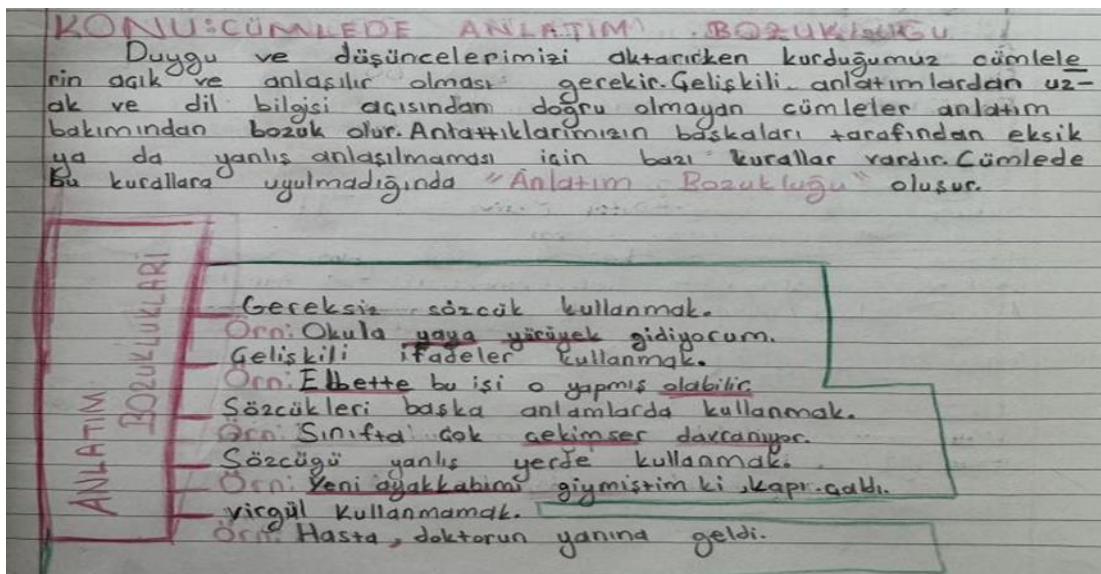 KONU:CÜMLEDE ANLATIM BOZUKLUĞU
Duygu ve düşüncelerimizi aktarırken kurduğumuz cümlele
rin açık ve anlaşılır olması gerekir. Gelişkili anlatımlardan uz-
ak ve dil bilgisi açısından doğru olmayan cümleler anlatım
bakımından bozuk olur. Anlattıklarımızın başkaları tarafından eksik
ya da yanlış anlaşılmaması için bazı kurallar vardır. Cümlede
Bu kurallara uyulmadığında "Anlatım Bozukluğu" oluşur.
ANLATIM
BOZUKLUKLARI
Gereksiz sözcük kullanmak.
Örn: Okula yaya yürüyek gidiyorum.
Gelişkili ifadeler kullanmak.
Örn: Elbette bu işi o yapmış olabilir
Sözcükleri başka anlamlarda kullanmak.
Örn: Sınıfta çok çekimser davranıyor.
Sözcüğü yanlış yerde kullanmak.
Örn: Yeni ayakkabımı giymiştim ki, kapı çaldı.
virgül kullanmamak.
Örn: Hasta, doktorun yanına geldi.